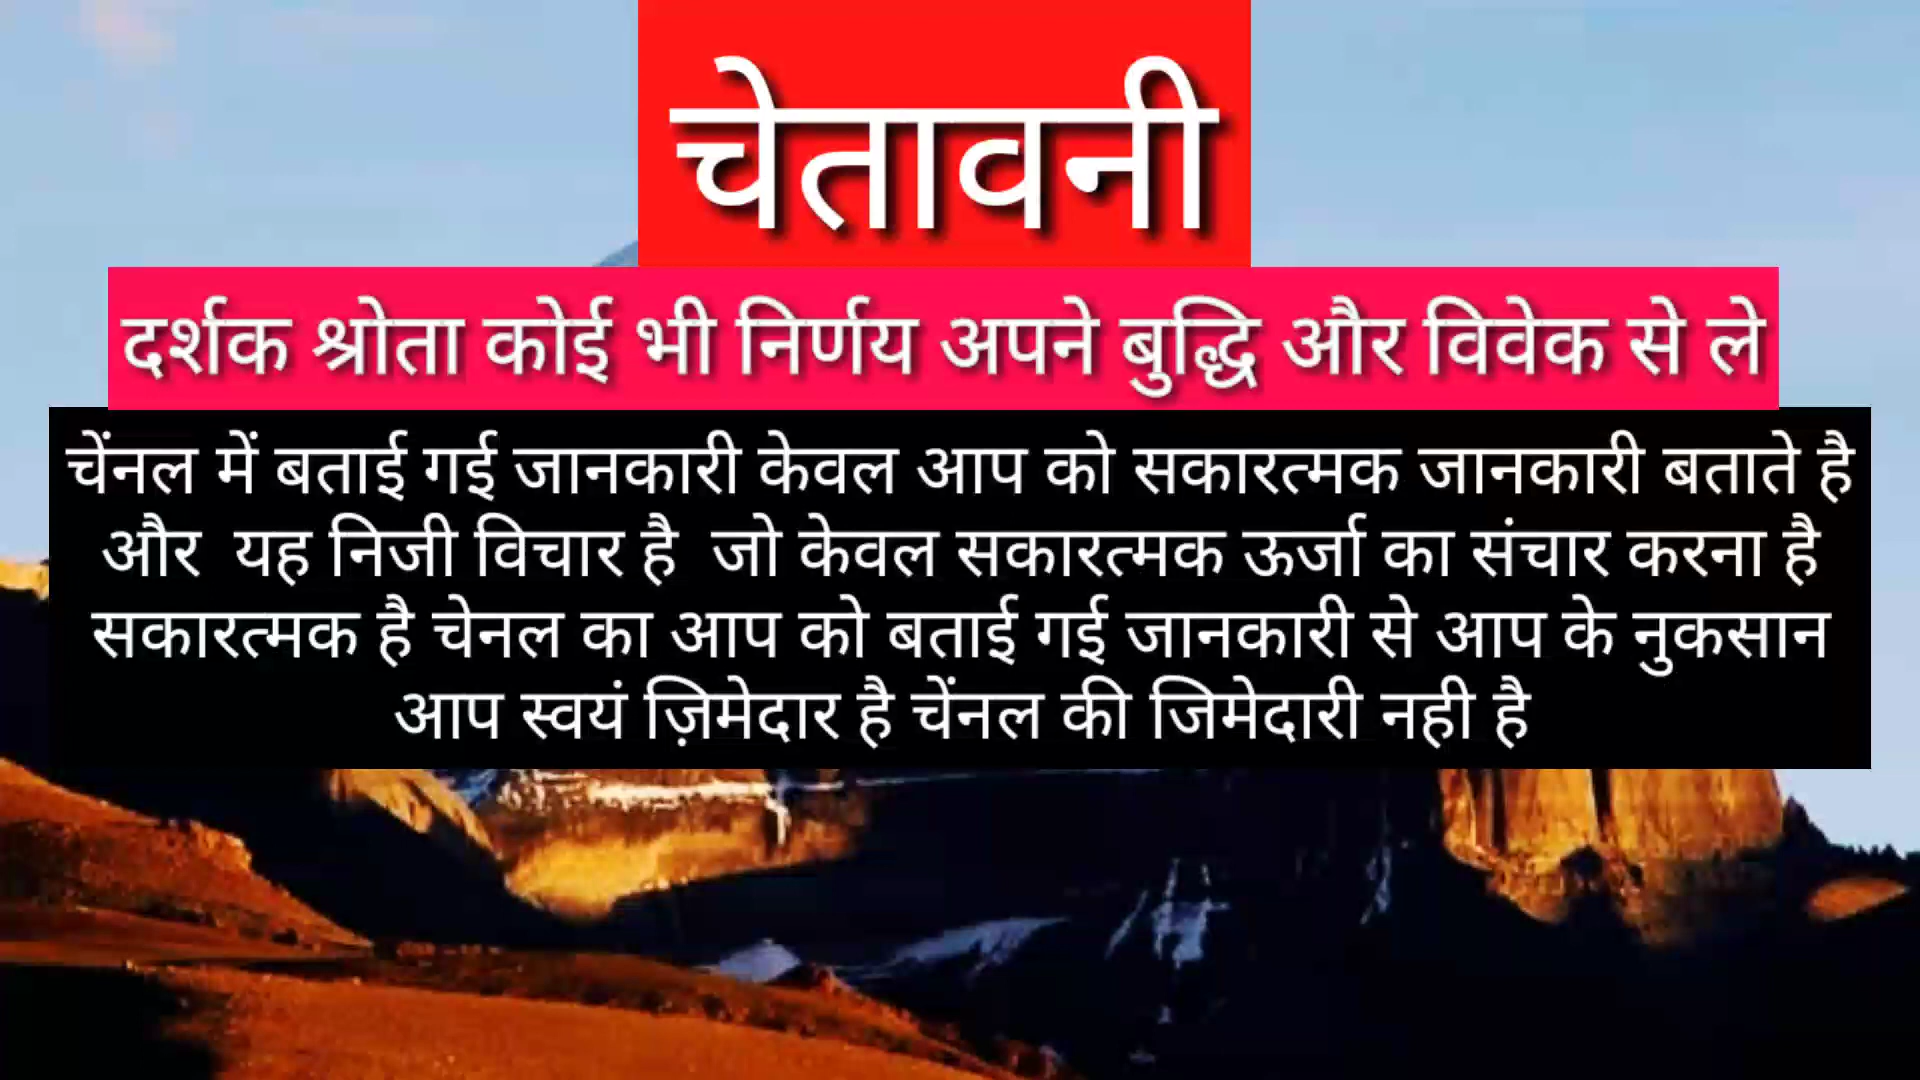 चेतावनी
दर्शक श्रोता कोई भी निर्णय अपने बुद्धि और विवेक से ले
चेंनल में बताई गई जानकारी केवल आप को सकारत्मक जानकारी बताते है
और यह निजी विचार है जो केवल सकारत्मक ऊर्जा का संचार करना है
सकारत्मक है चेनल का आप को बताई गई जानकारी से आप के नुकसान
आप स्वयं ज़िमेदार है चेंनल की जिमेदारी नही है